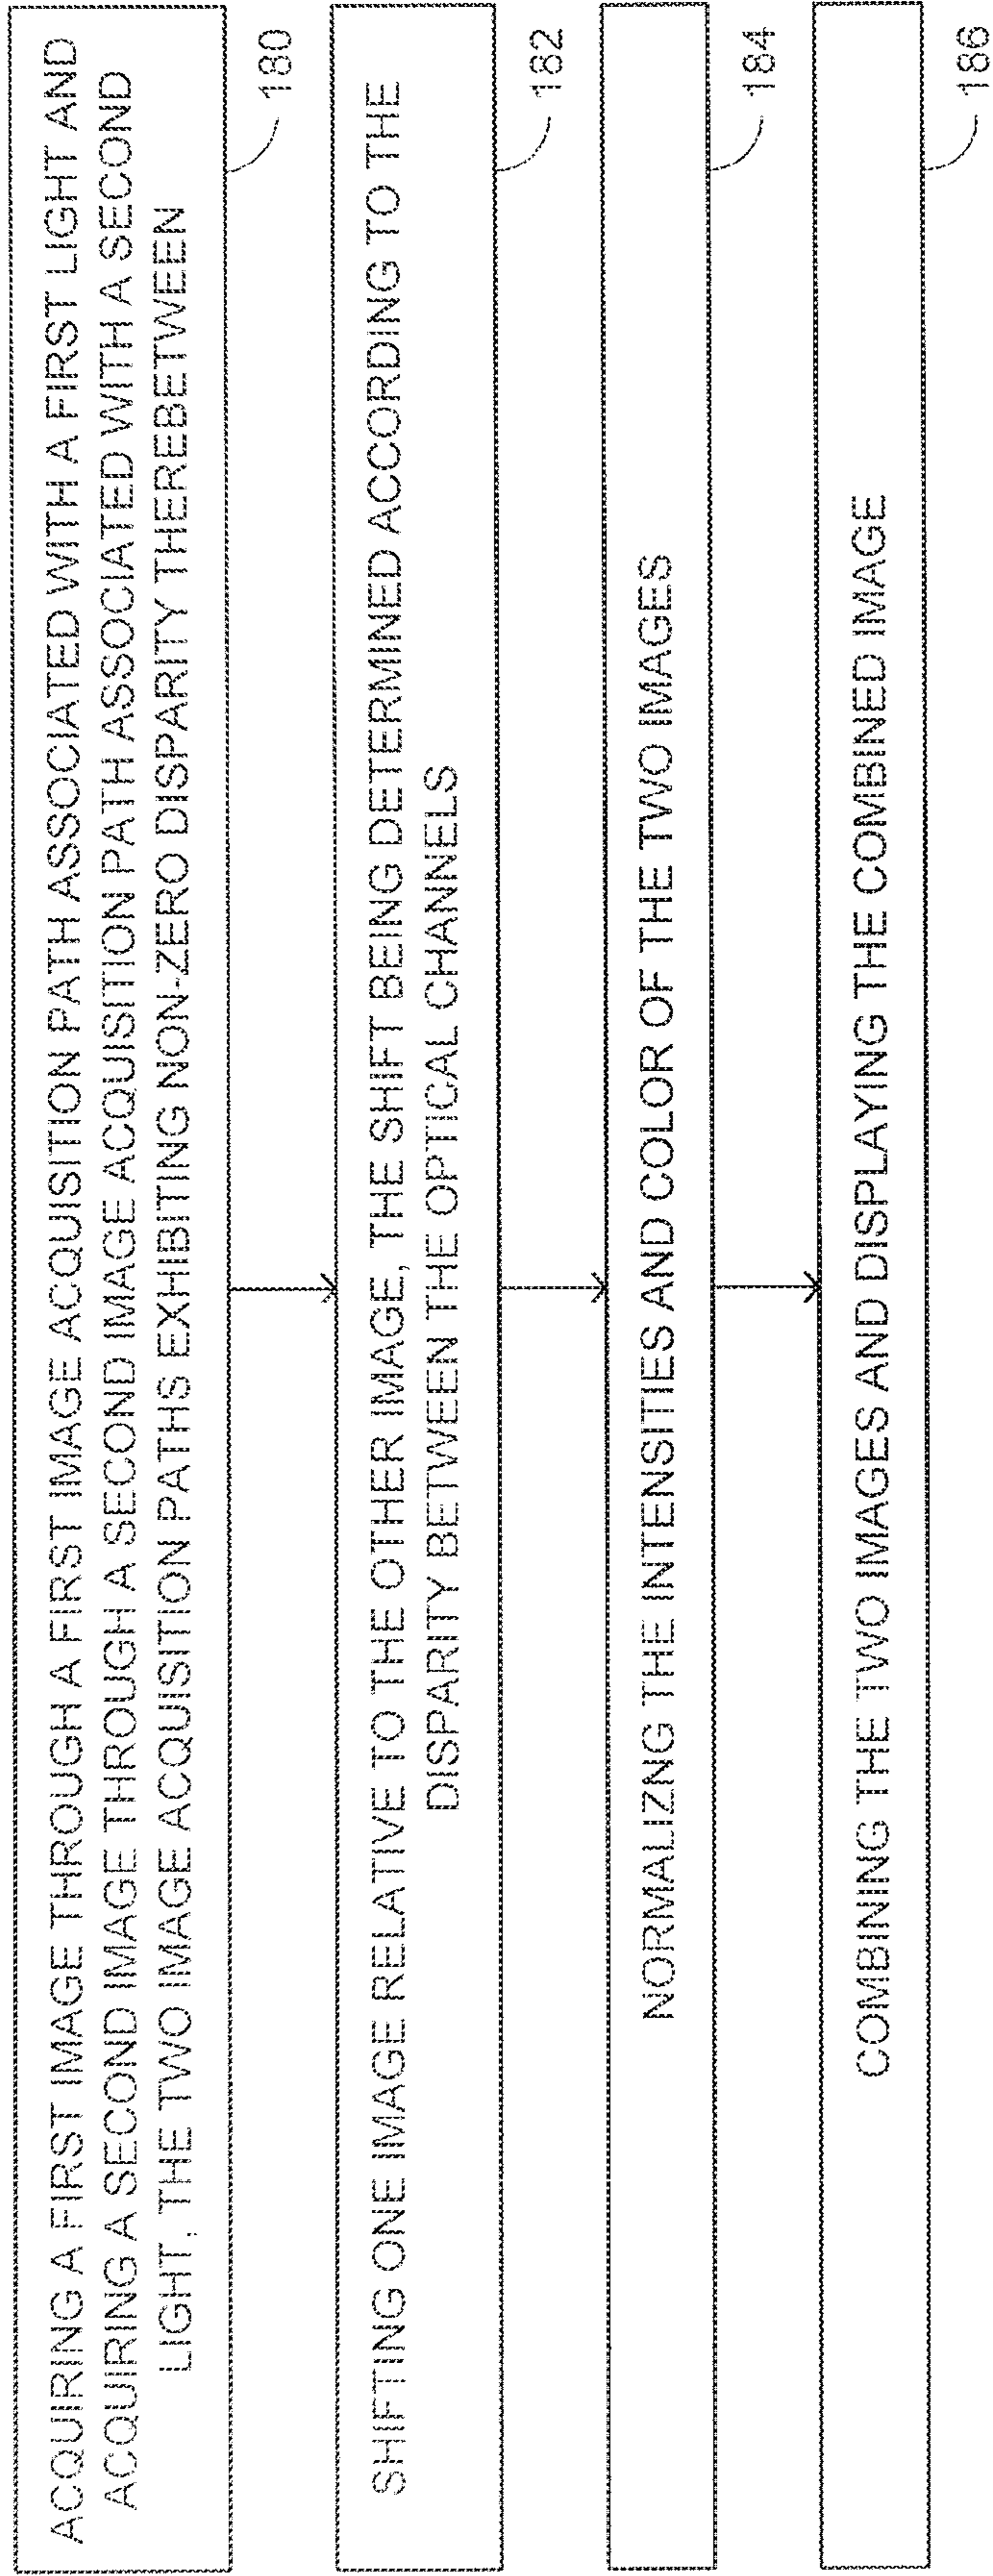 ACQUIRING A FIRST IMAGE THROUGH A FIRST IMAGE ACQUISITION PATH ASSOCIATED WITH A FIRST LIGHT AND
ACQUIRING A SECOND IMAGE THROUGH A SECOND IMAGE ACQUISITION PATH ASSOCIATED WITH A SECOND
LIGHT, THE TWO IMAGE ACQUISITION PATHS EXHIBITING NON-ZERO DISPARITY THEREBETWEEN
180
SHIFTING ONE IMAGE RELATIVE TO THE OTHER IMAGE, THE SHIFT BEING DETERMINED ACCORDING TO THE
DISPARITY BETWEEN THE OPTICAL CHANNELS
182
NORMALIZNG THE INTENSITIES AND COLOR OF THE TWO IMAGES
184
COMBINING THE TWO IMAGES AND DISPLAYING THE COMBINED IMAGE
186